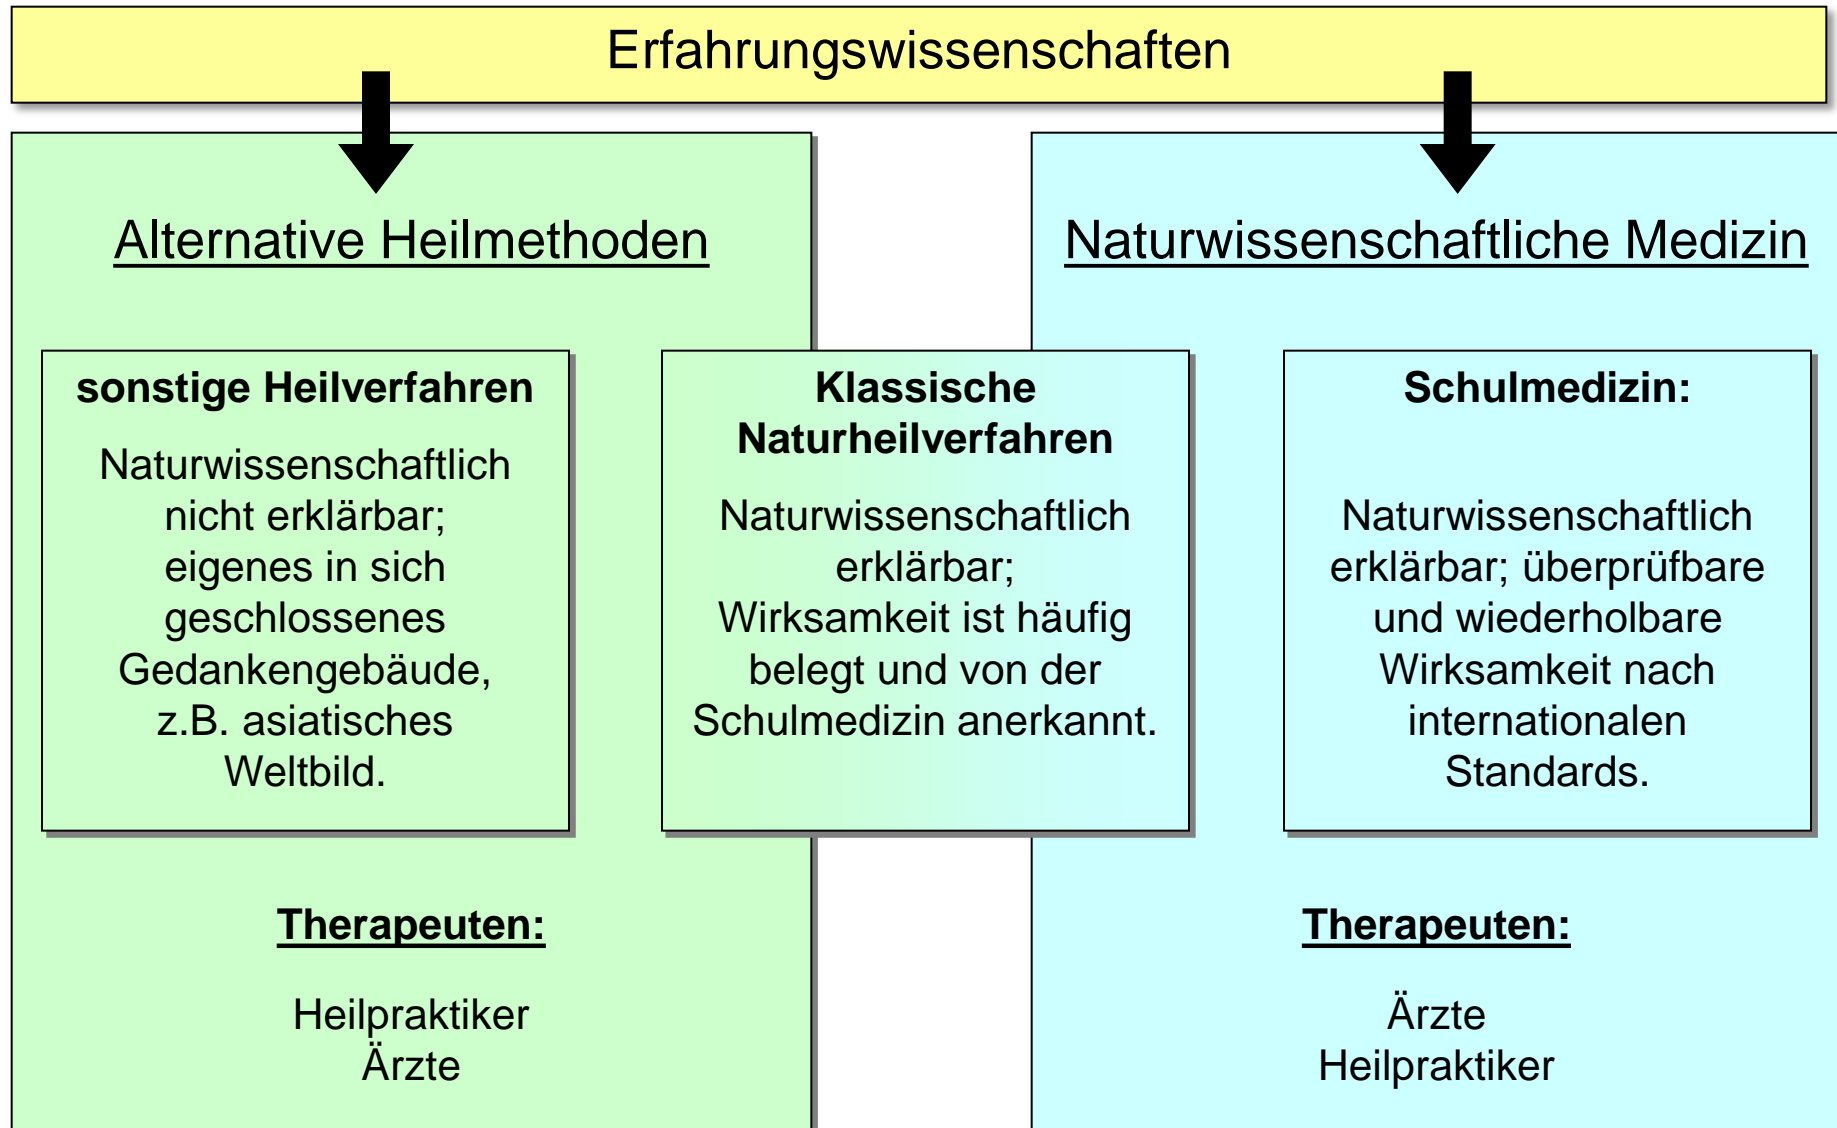 Erfahrungswissenschaften
Alternative Heilmethoden
sonstige Heilverfahren
Naturwissenschaftlich
nicht erklärbar;
eigenes in sich
geschlossenes
Gedankengebäude,
z.B. asiatisches
Weltbild.
Klassische
Naturheilverfahren
Naturwissenschaftlich
erklärbar;
Wirksamkeit ist häufig
belegt und von der
Schulmedizin anerkannt.
Naturwissenschaftliche Medizin
Schulmedizin:
Naturwissenschaftlich
erklärbar; überprüfbare
und wiederholbare
Wirksamkeit nach
internationalen
Standards.
Therapeuten:
Heilpraktiker
Ärzte
Therapeuten:
Ärzte
Heilpraktiker